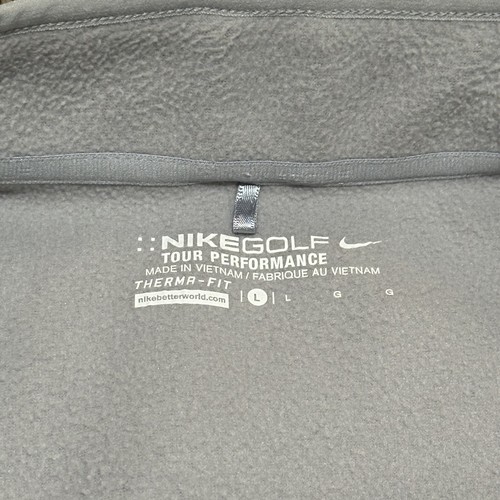 ::NIKEGOLF
TOUR PERFORMANCE
MADE IN VIETNAM / FABRIQUE AU VIETNAM
THERMA-FIT
nikebetterworld.com | L | L G G